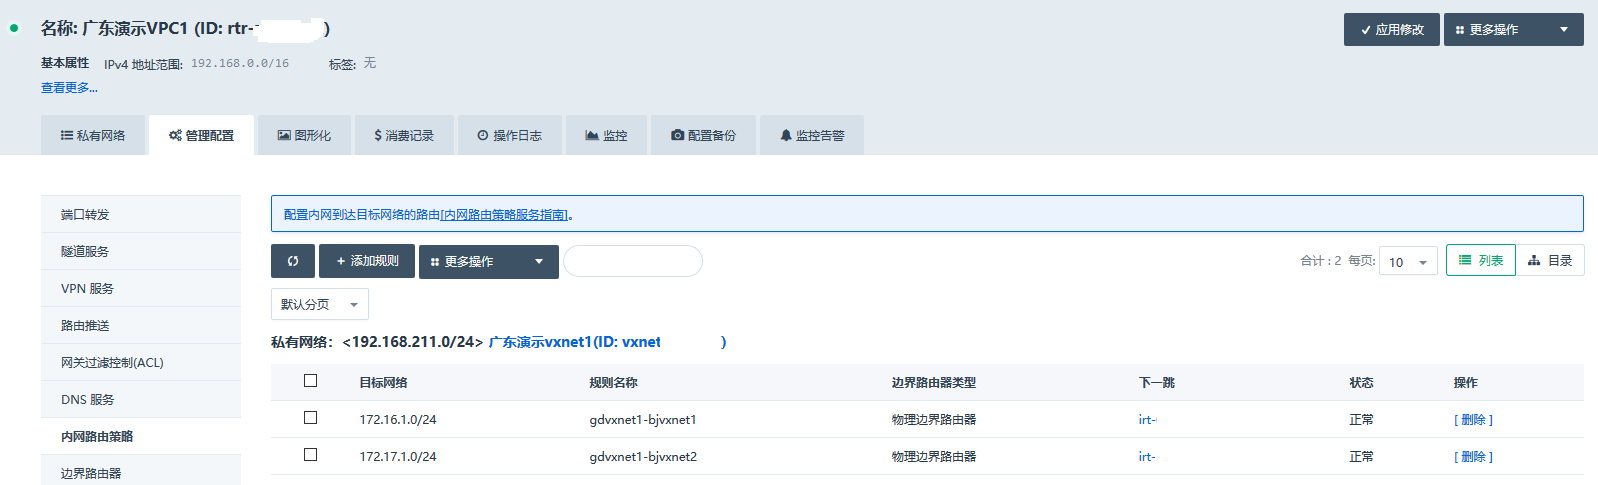 名称: 广东演示VPC1 (ID: rtr- )
应用修改 更多操作
基本属性 IPv4 地址范围: 192.168.0.0/16 标签: 无
查看更多...
私有网络 管理配置 图形化 消费记录 操作日志 监控 配置备份 监控告警
端口转发
隧道服务
VPN 服务
路由推送
网关过滤控制(ACL)
DNS 服务
内网路由策略
边界路由器
配置内网到达目标网络的路由[内网路由策略服务指南]。
添加规则 更多操作 合计 : 2 每页: 10 列表 目录
默认分页
私有网络：<192.168.211.0/24> 广东演示vxnet1(ID: vxnet )
目标网络 规则名称 边界路由器类型 下一跳 状态 操作
172.16.1.0/24 gdvxnet1-bjvxnet1 物理边界路由器 irt- 正常 [ 删除 ]
172.17.1.0/24 gdvxnet1-bjvxnet2 物理边界路由器 irt- 正常 [ 删除 ]